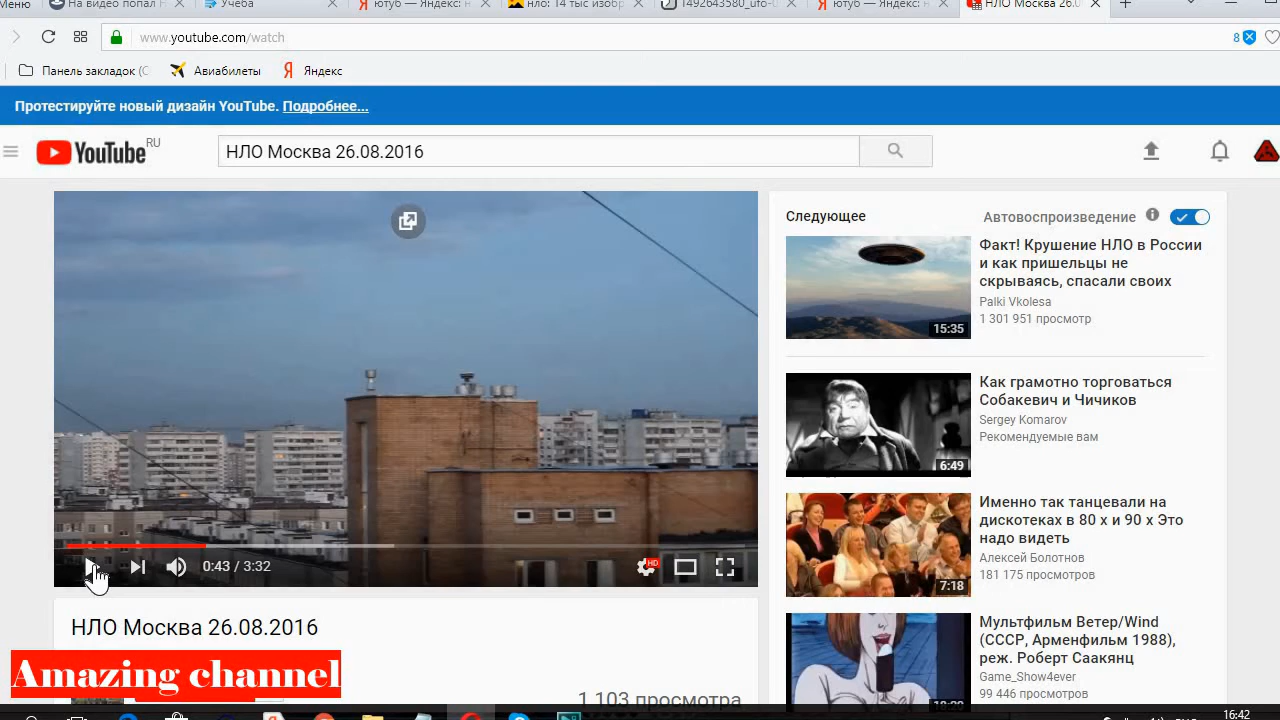 Меню
На видео попал Н
Учеба
ютуб — Яндекс: н
нло: 14 тыс изобр
1492643580_ufo-0
ютуб — Яндекс: н
НЛО Москва 26.0
www.youtube.com/watch
8
Панель закладок (О
Авиабилеты
Яндекс
Протестируйте новый дизайн YouTube. Подробнее...
YouTube RU
НЛО Москва 26.08.2016
Следующее
Автовоспроизведение
Факт! Крушение НЛО в России
и как пришельцы не
скрываясь, спасали своих
Palki Vkolesa
1 301 951 просмотр
15:35
Как грамотно торговаться
Собакевич и Чичиков
Sergey Komarov
Рекомендуемые вам
6:49
Именно так танцевали на
дискотеках в 80 х и 90 х Это
надо видеть
Алексей Болотнов
181 175 просмотров
7:18
Мультфильм Ветер/Wind
(СССР, Арменфильм 1988),
реж. Роберт Саакянц
Game_Show4ever
99 446 просмотров
0:43 / 3:32
HD
НЛО Москва 26.08.2016
Amazing channel
1 103 просмотра
16:42